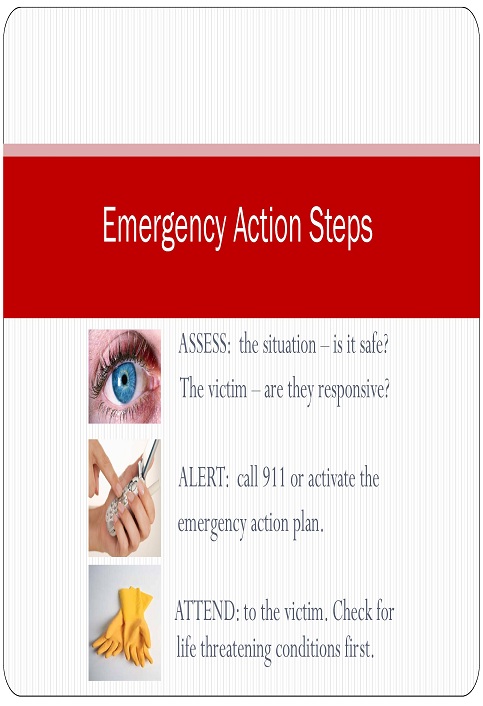 Emergency Action Steps
ASSESS: the situation – is it safe?
The victim – are they responsive?
ALERT: call 911 or activate the
emergency action plan.
ATTEND: to the victim. Check for
life threatening conditions first.